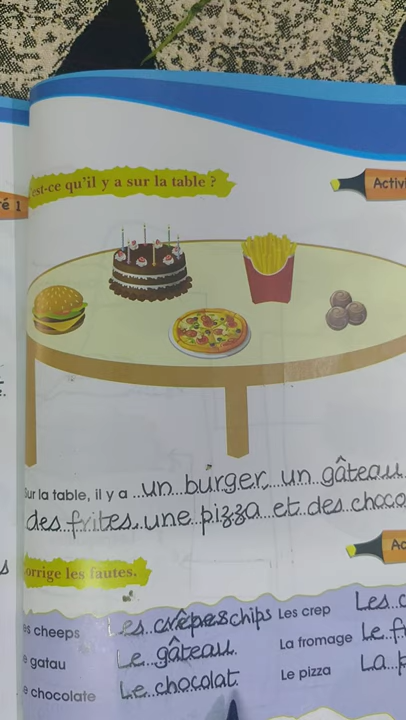 est-ce qu'il y a sur la table ?
Activi
é 1
Sur la table, il y a un burger, un gâteau
des frites, une pizza et des choco
Ac
orrige les fautes.
es cheeps Les chips Les crep Les c
e gatau Le gâteau La fromage Le fr
e chocolate Le chocolat Le pizza La p